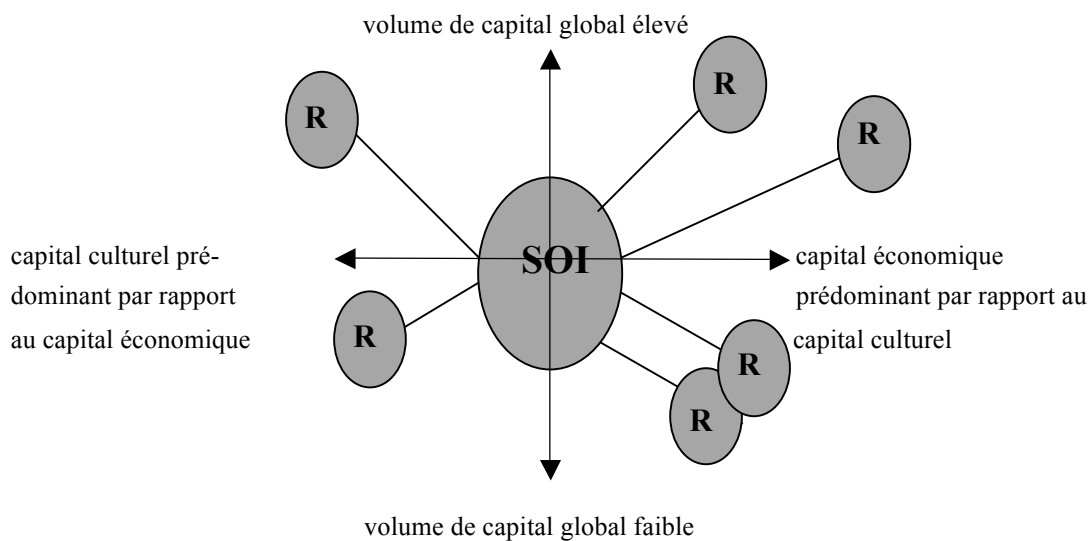 volume de capital global élevé
R
R
R
SOI
capital culturel pré-
dominant par rapport
au capital économique
capital économique
prédominant par rapport au
capital culturel
R
R
R
volume de capital global faible